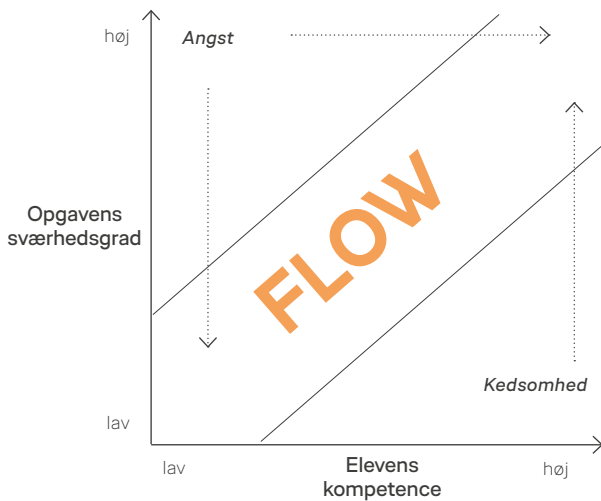 høj
Angst
Opgavens
sværhedsgrad
FLOW
Kedsomhed
lav
lav
Elevens
kompetence
høj